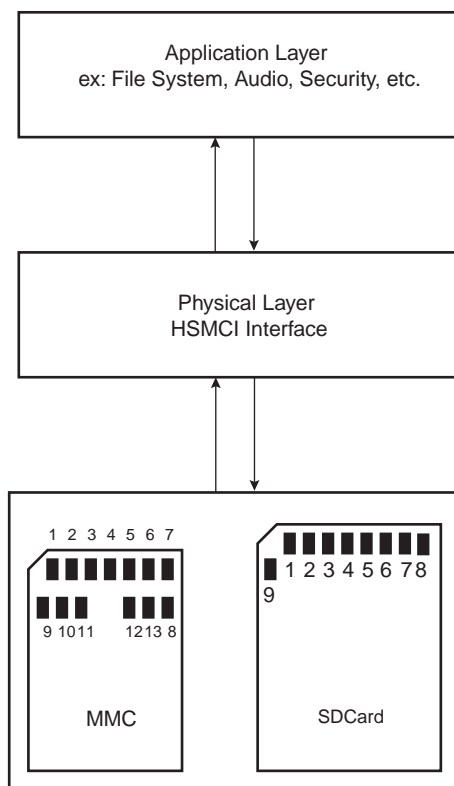 Application Layer
ex: File System, Audio, Security, etc.
Physical Layer
HSMCI Interface
1 2 3 4 5 6 7
9 10 11 12 13 8
MMC
1 2 3 4 5 6 7 8
9
SDCard